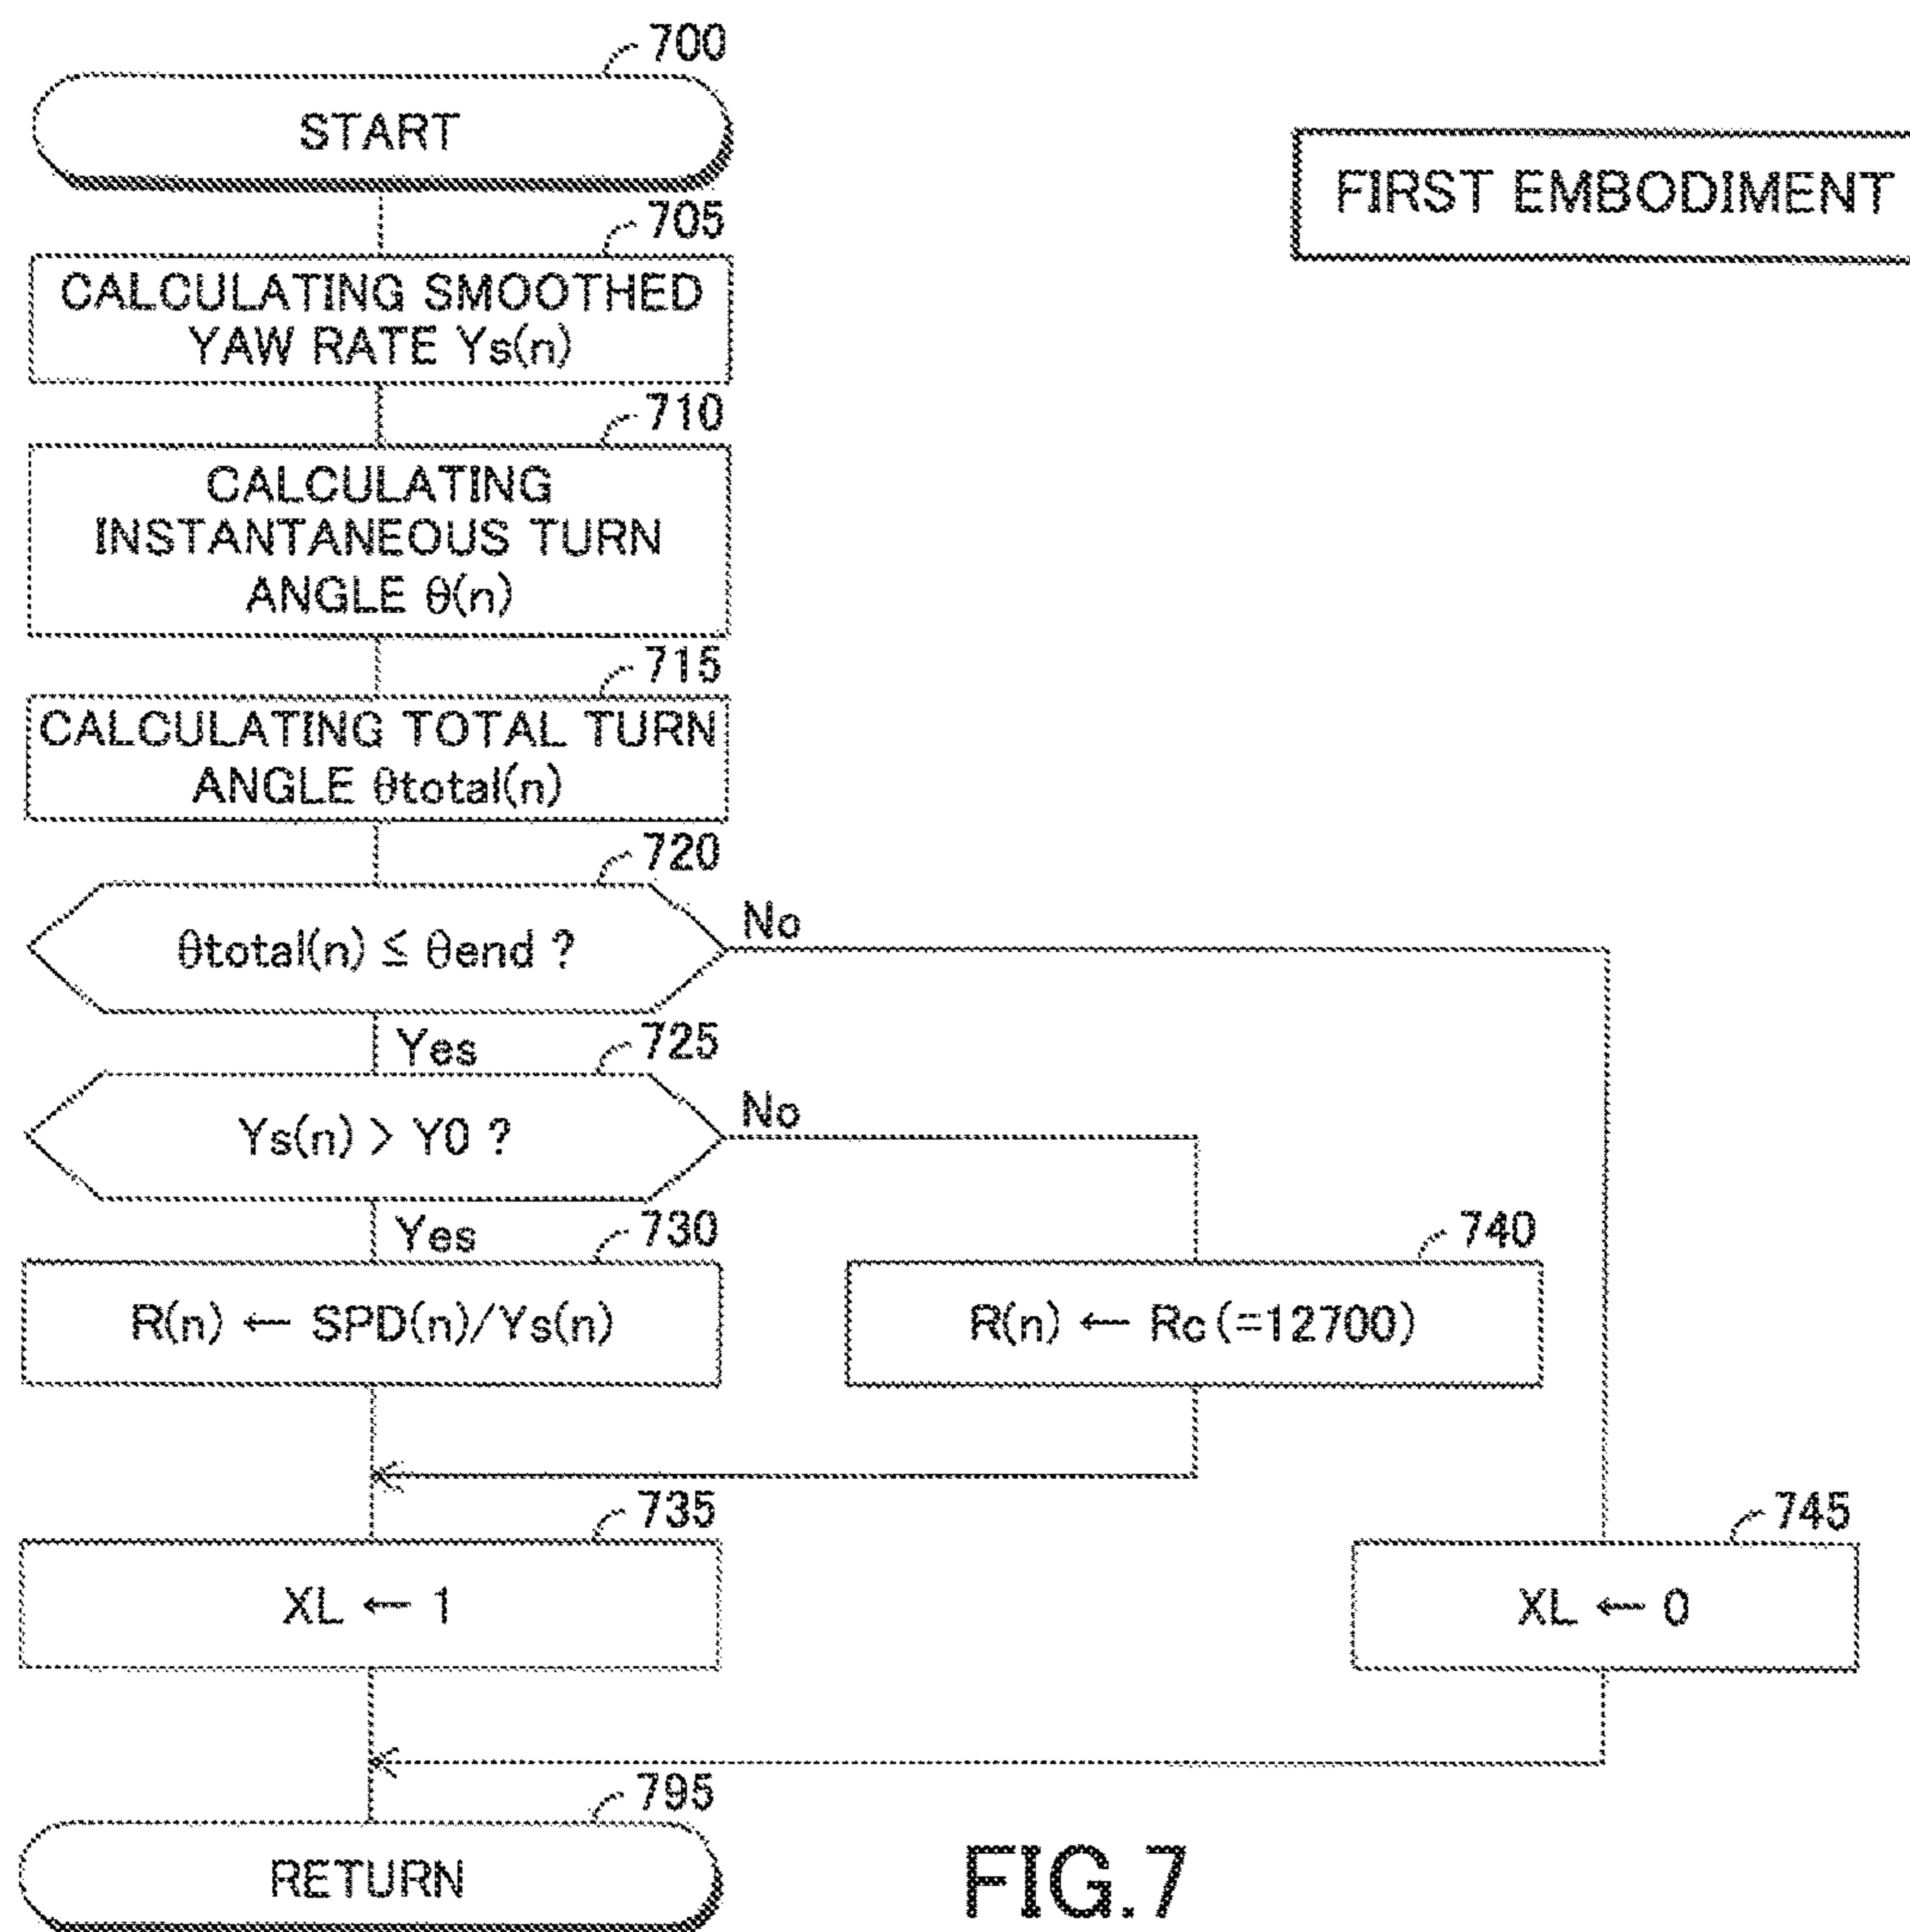 700
START
FIRST EMBODIMENT
705
CALCULATING SMOOTHED
YAW RATE Ys(n)
710
CALCULATING
INSTANTANEOUS TURN
ANGLE θ(n)
715
CALCULATING TOTAL TURN
ANGLE θtotal(n)
720
θtotal(n) ≦ θend ?
No
Yes
725
Ys(n) > Y0 ?
No
Yes
730
R(n) ← SPD(n)/Ys(n)
740
R(n) ← Rc(=12700)
735
XL ← 1
745
XL ← 0
795
RETURN
FIG.7